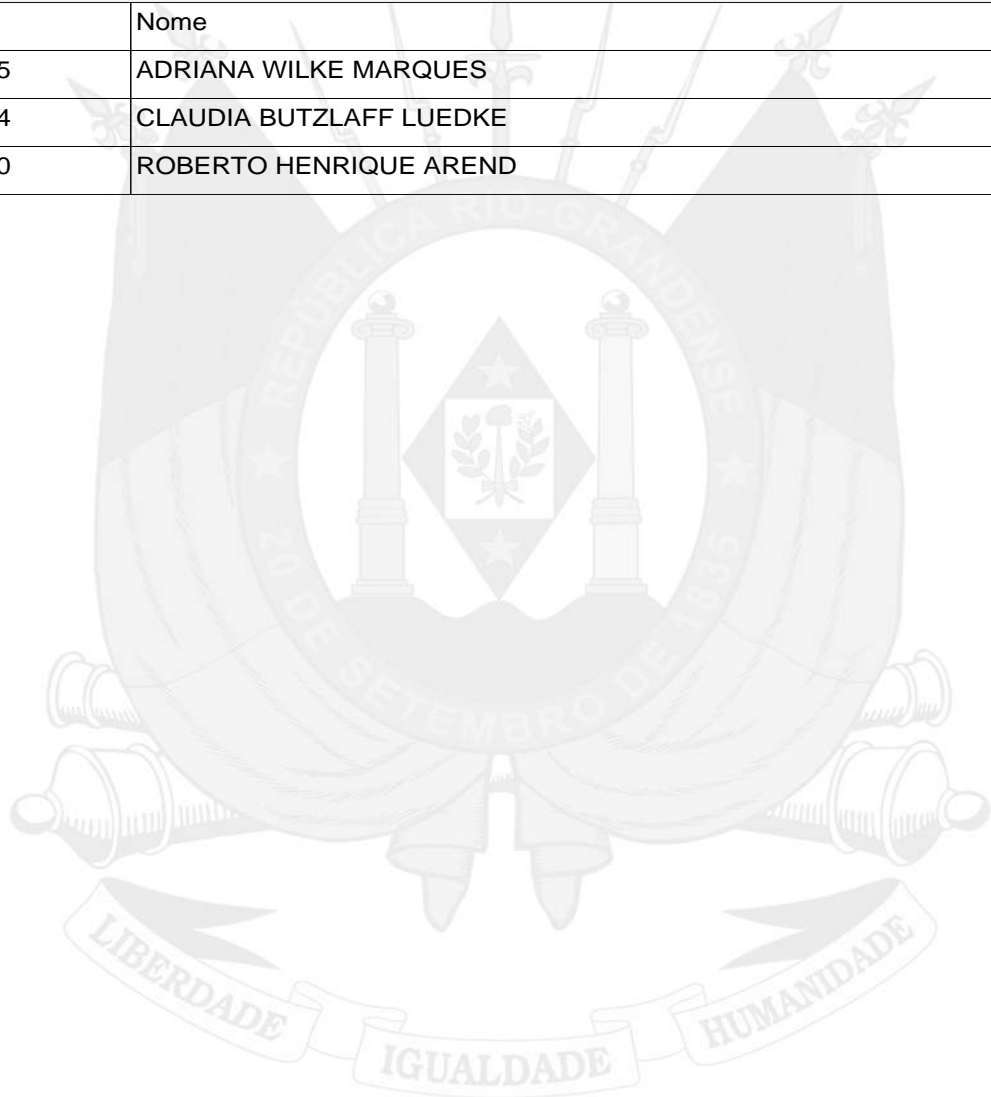 Nome
5 ADRIANA WILKE MARQUES
4 CLAUDIA BUTZLAFF LUEDKE
0 ROBERTO HENRIQUE AREND
REPÚBLICA RIO-GRANDENSE
★ 20 DE SETEMBRO DE 1835 ★
LIBERDADE IGUALDADE HUMANIDADE